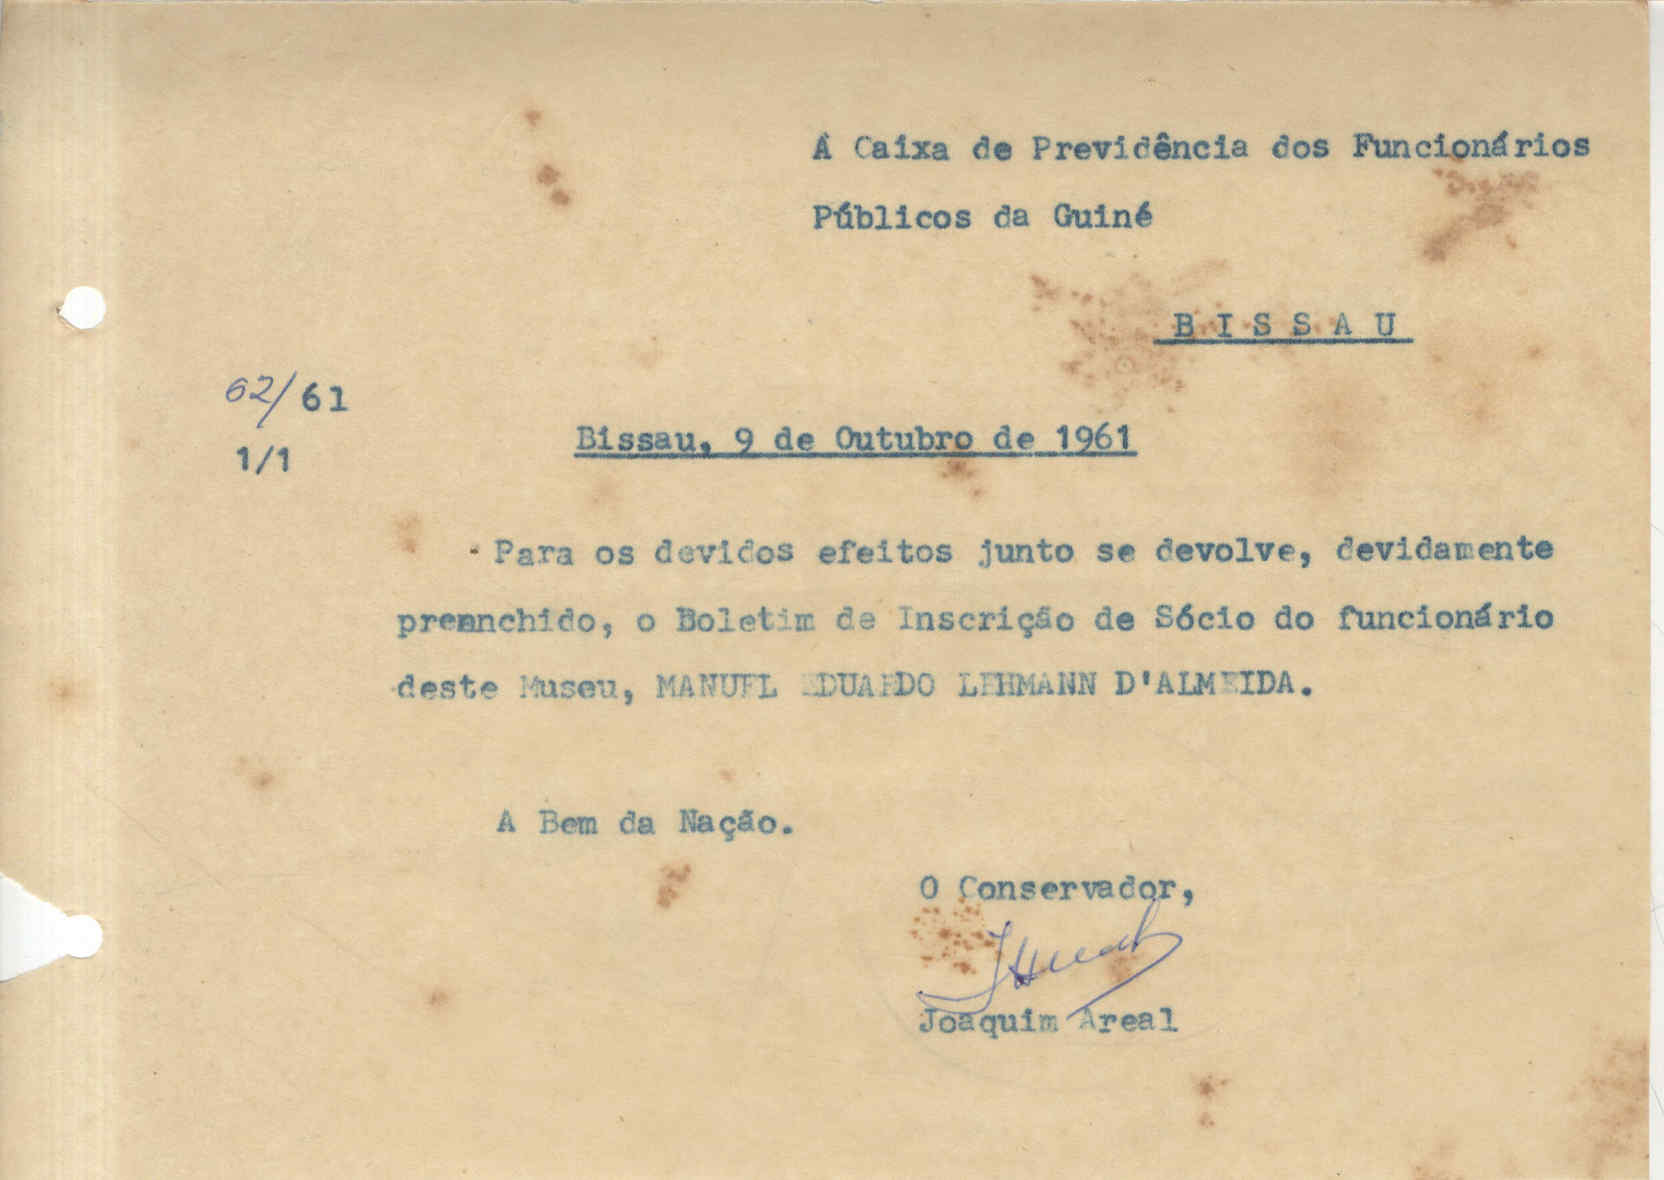 Á Caixa de Previdência dos Funcionários
Públicos da Guiné
B I S S A U
62/61
1/1
Bissau, 9 de Outubro de 1961
Para os devidos efeitos junto se devolve, devidamente
preenchido, o Boletim de Inscrição de Sócio do funcionário
deste Museu, MANUEL EDUARDO LEHMANN D'ALMEIDA.
A Bem da Nação.
O Conservador,
Joaquim Areal